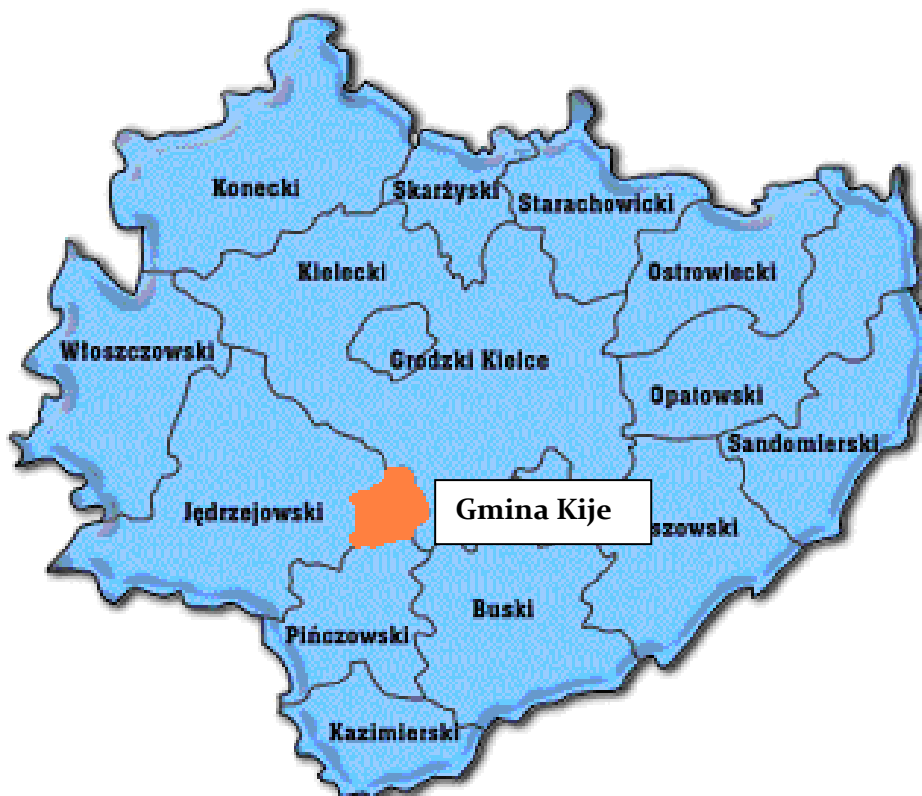 Konecki
Skarżyski
Starachowicki
Kielecki
Ostrowiecki
Włoszczowski
Grodzki Kielce
Opatowski
Sandomierski
Jędrzejowski
Gmina Kije
szowski
Buski
Pińczowski
Kazimierski